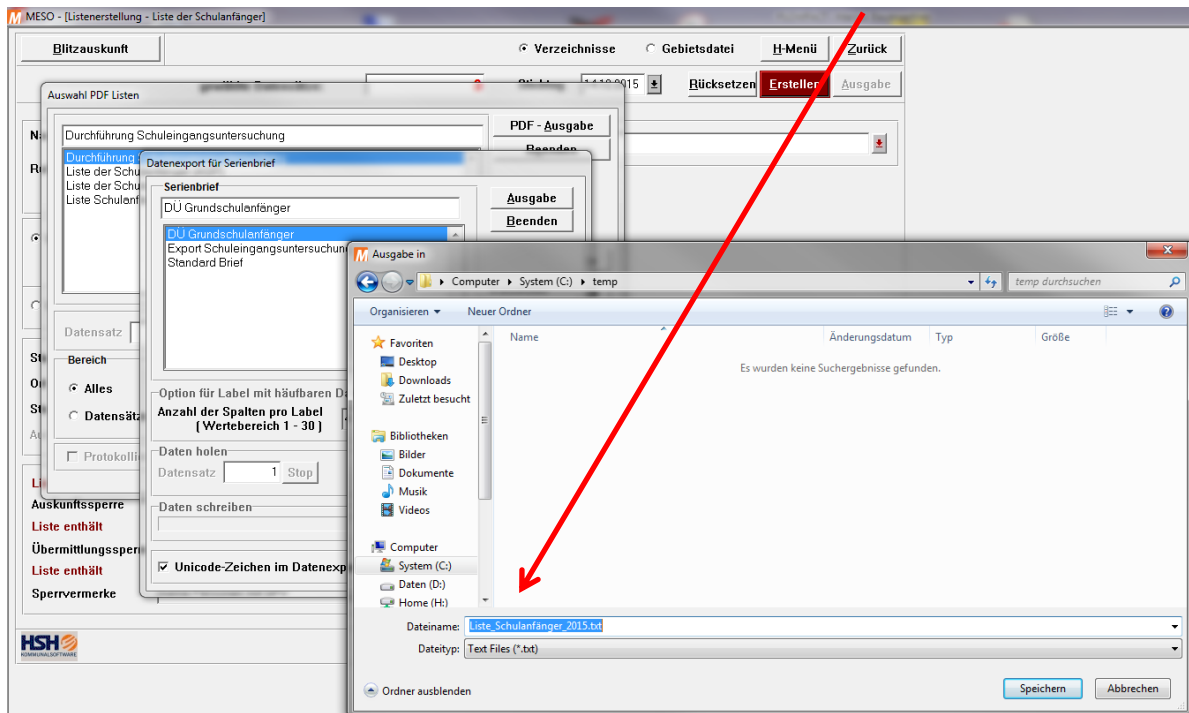 MESO - [Listenerstellung - Liste der Schulanfänger]
Blitzauskunft
Verzeichnisse Gebietsdatei H-Menü Zurück
Rücksetzen Erstellen Ausgabe
Auswahl PDF Listen
Durchführung Schuleingangsuntersuchung
PDF - Ausgabe
Beenden
Durchführung
Liste der Schu
Liste der Schu
Liste Schulanf
Datensatz
Bereich
Alles
Datensätz
Protokollie
Auskunftssperre
Liste enthält
Übermittlungssperr
Liste enthält
Sperrvermerke
HSH
KOMMUNALSOFTWARE
Datenexport für Serienbrief
Serienbrief
DÜ Grundschulanfänger
Ausgabe
Beenden
DÜ Grundschulanfänger
Export Schuleingangsuntersuchun
Standard Brief
Option für Label mit häufbaren Da
Anzahl der Spalten pro Label
( Wertebereich 1 - 30 )
Daten holen
Datensatz 1 Stop
Daten schreiben
Unicode-Zeichen im Datenexp
Ausgabe in
Computer System (C:) temp
temp durchsuchen
Organisieren Neuer Ordner
Name Änderungsdatum Typ Größe
Es wurden keine Suchergebnisse gefunden.
Favoriten
Desktop
Downloads
Zuletzt besucht
Bibliotheken
Bilder
Dokumente
Musik
Videos
Computer
System (C:)
Daten (D:)
Home (H:)
Dateiname: Liste_Schulanfänger_2015.txt
Dateityp: Text Files (*.txt)
Ordner ausblenden
Speichern Abbrechen